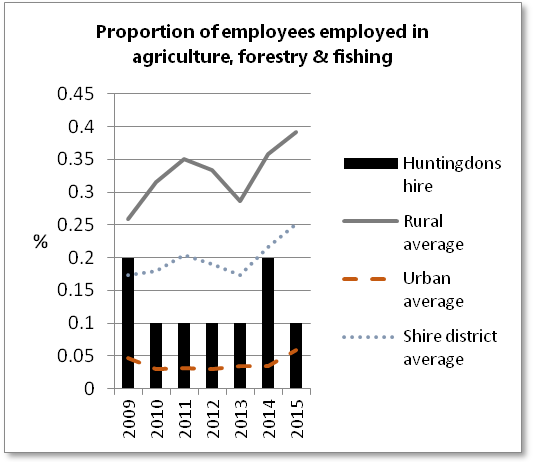 Proportion of employees employed in
agriculture, forestry & fishing
0.45
0.4
0.35
0.3
0.25
0.2
0.15
0.1
0.05
0
%
2009
2010
2011
2012
2013
2014
2015
Huntingdons
hire
Rural
average
Urban
average
Shire district
average